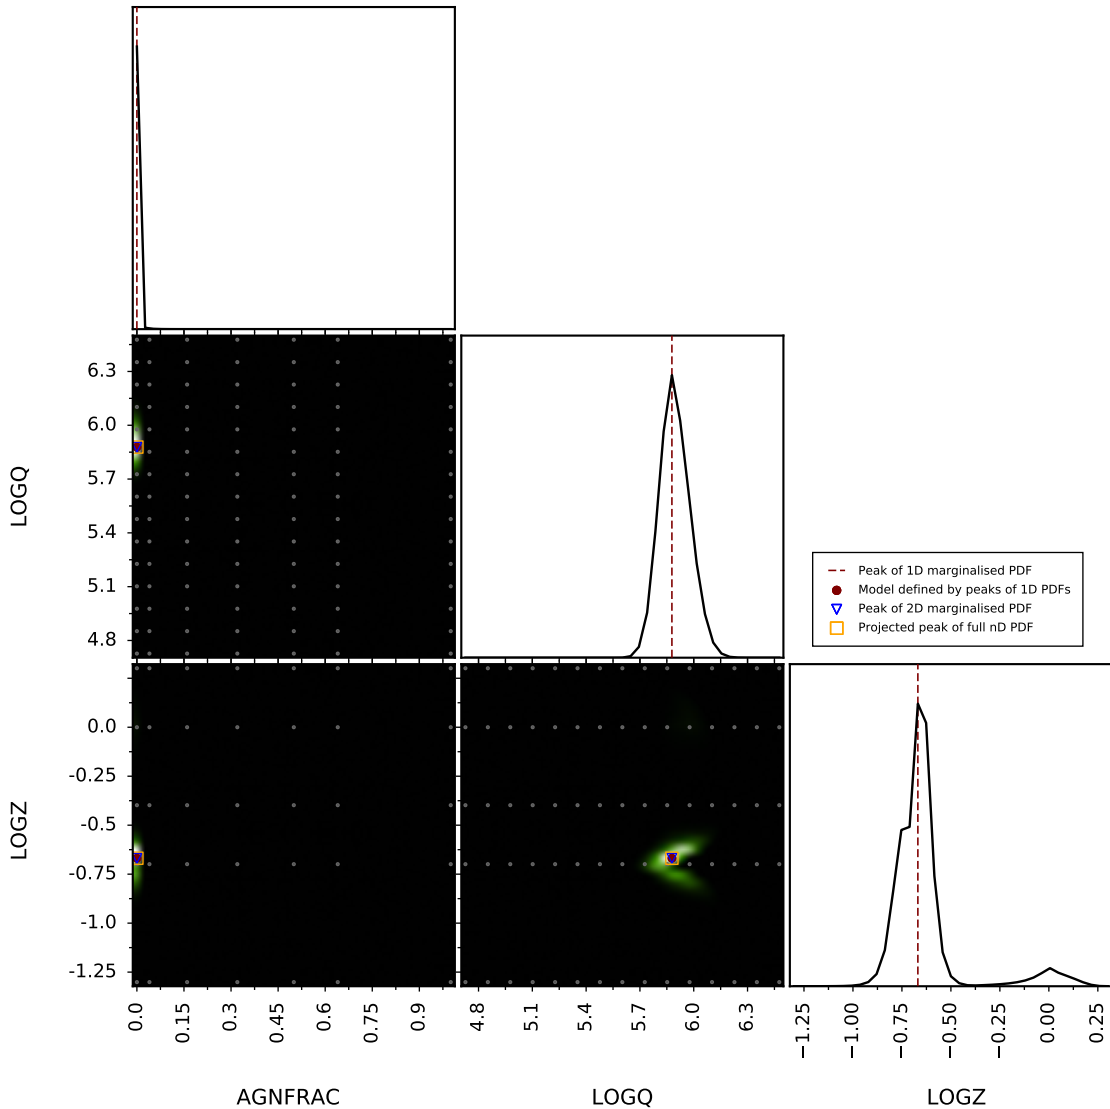 LOGQ
6.3
6.0
5.7
5.4
5.1
4.8
Peak of 1D marginalised PDF
Model defined by peaks of 1D PDFs
Peak of 2D marginalised PDF
Projected peak of full nD PDF
LOGZ
0.0
-0.25
-0.5
-0.75
-1.0
-1.25
0.0 0.15 0.3 0.45 0.6 0.75 0.9
4.8 5.1 5.4 5.7 6.0 6.3
−1.25 −1.00 −0.75 −0.50 −0.25 0.00 0.25
AGNFRAC LOGQ LOGZ